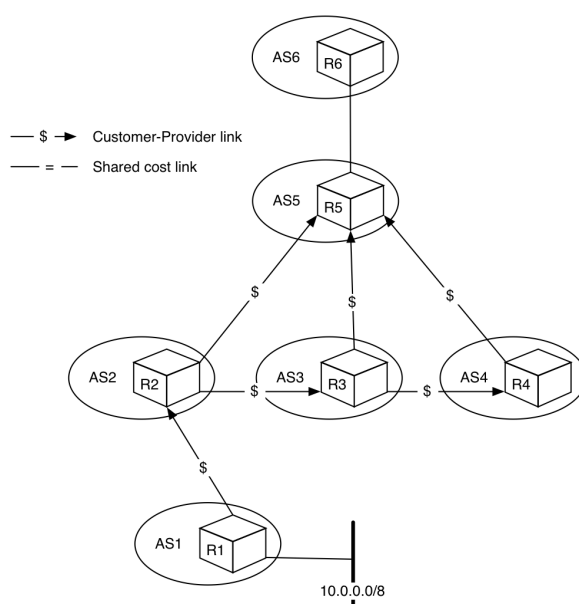 AS6
R6
$
Customer-Provider link
=
Shared cost link
AS5
R5
$
$
$
AS2
R2
$
AS3
R3
$
AS4
R4
$
AS1
R1
10.0.0.0/8